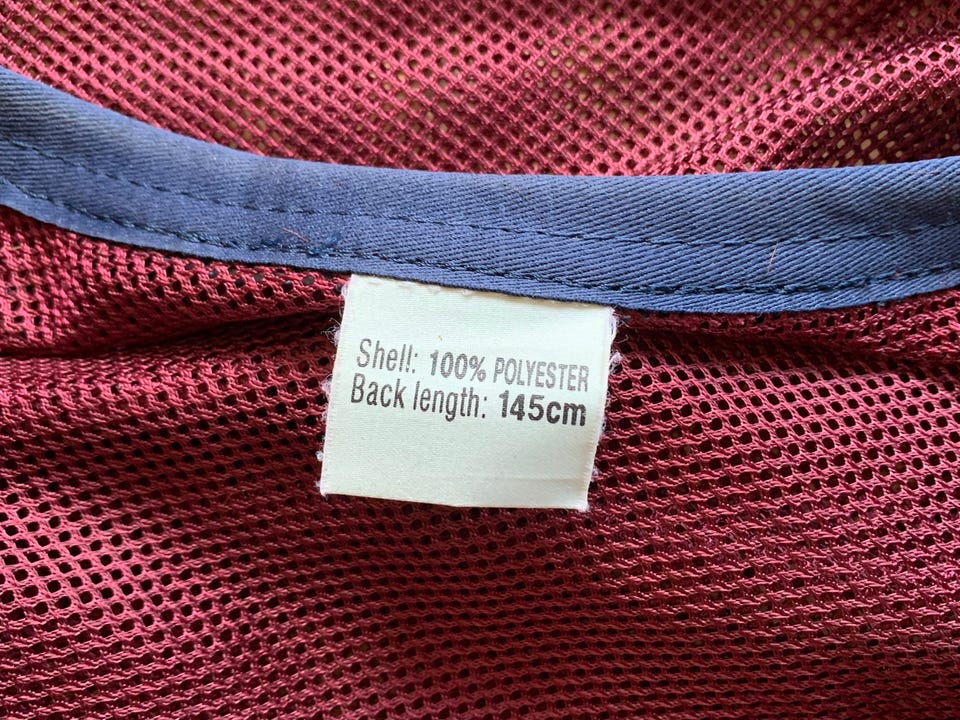 Shell: 100% POLYESTER
Back length: 145cm